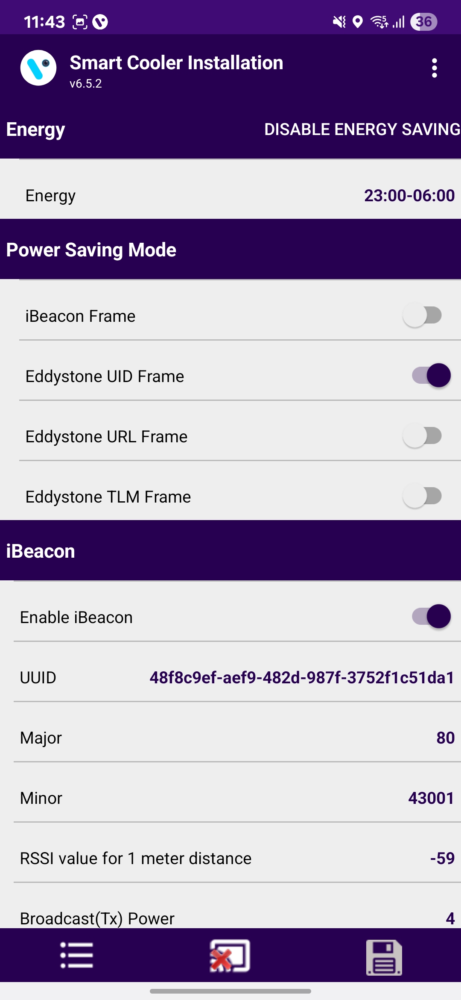 11:43
5
36
Smart Cooler Installation
v6.5.2
Energy DISABLE ENERGY SAVING
Energy 23:00-06:00
Power Saving Mode
iBeacon Frame
Eddystone UID Frame
Eddystone URL Frame
Eddystone TLM Frame
iBeacon
Enable iBeacon
UUID 48f8c9ef-aef9-482d-987f-3752f1c51da1
Major 80
Minor 43001
RSSI value for 1 meter distance -59
Broadcast(Tx) Power 4